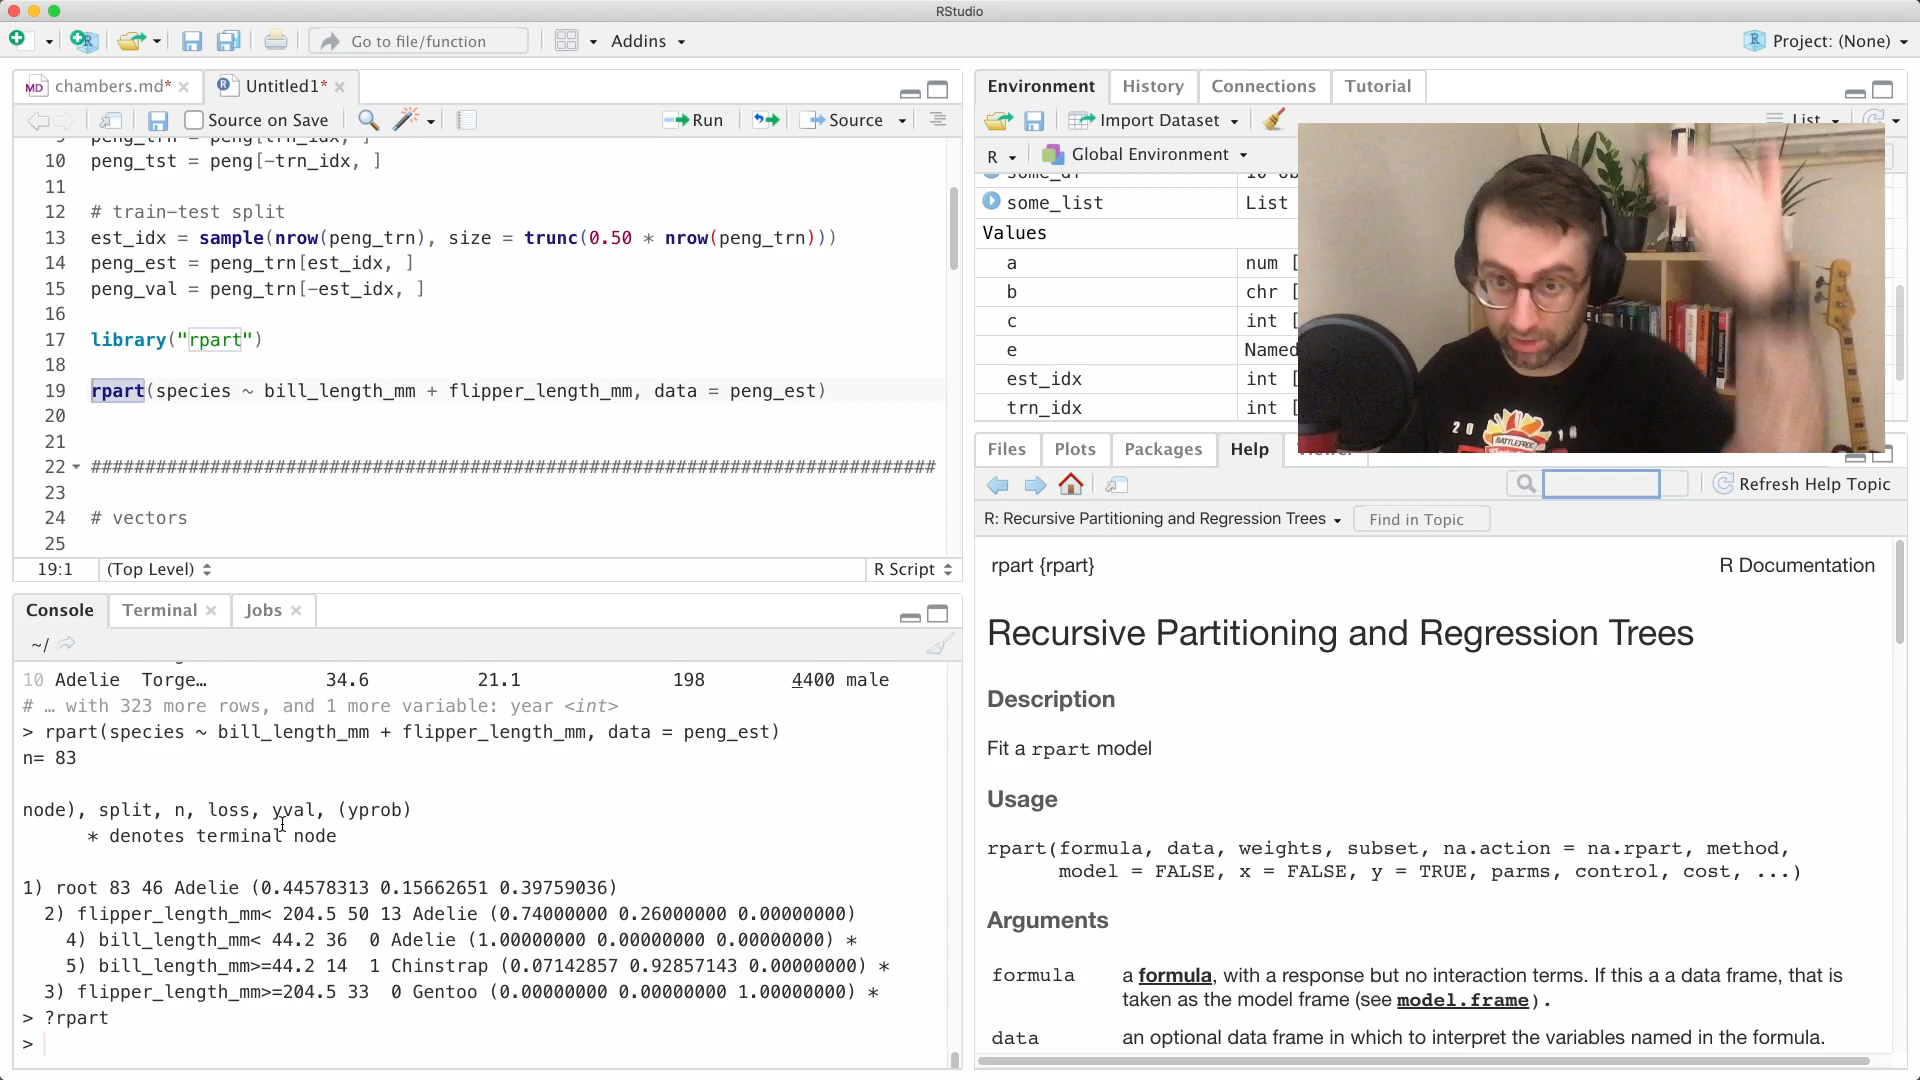 RStudio
Go to file/function
Addins
Project: (None)
MD chambers.md*
Untitled1*
Source on Save
Run
Source
10 peng_tst = peng[-trn_idx, ]
11
12 # train-test split
13 est_idx = sample(nrow(peng_trn), size = trunc(0.50 * nrow(peng_trn)))
14 peng_est = peng_trn[est_idx, ]
15 peng_val = peng_trn[-est_idx, ]
16
17 library("rpart")
18
19 rpart(species ~ bill_length_mm + flipper_length_mm, data = peng_est)
20
21
22 ##############################################################################
23
24 # vectors
25
19:1 (Top Level) R Script
Console Terminal Jobs
~/
10 Adelie Torge… 34.6 21.1 198 4400 male
# … with 323 more rows, and 1 more variable: year <int>
> rpart(species ~ bill_length_mm + flipper_length_mm, data = peng_est)
n= 83
node), split, n, loss, yval, (yprob)
* denotes terminal node
1) root 83 46 Adelie (0.44578313 0.15662651 0.39759036)
2) flipper_length_mm< 204.5 50 13 Adelie (0.74000000 0.26000000 0.00000000)
4) bill_length_mm< 44.2 36 0 Adelie (1.00000000 0.00000000 0.00000000) *
5) bill_length_mm>=44.2 14 1 Chinstrap (0.07142857 0.92857143 0.00000000) *
3) flipper_length_mm>=204.5 33 0 Gentoo (0.00000000 0.00000000 1.00000000) *
> ?rpart
>
Environment History Connections Tutorial
Import Dataset
List
R Global Environment
some_df 10 ob
some_list List
Values
a num [
b chr [
c int [
e Named
est_idx int [
trn_idx int [
20 18
BATTLEFROG
Files Plots Packages Help Viewer
Refresh Help Topic
R: Recursive Partitioning and Regression Trees Find in Topic
rpart {rpart} R Documentation
Recursive Partitioning and Regression Trees
Description
Fit a rpart model
Usage
rpart(formula, data, weights, subset, na.action = na.rpart, method,
model = FALSE, x = FALSE, y = TRUE, parms, control, cost, ...)
Arguments
formula a formula, with a response but no interaction terms. If this a a data frame, that is
taken as the model frame (see model.frame).
data an optional data frame in which to interpret the variables named in the formula.